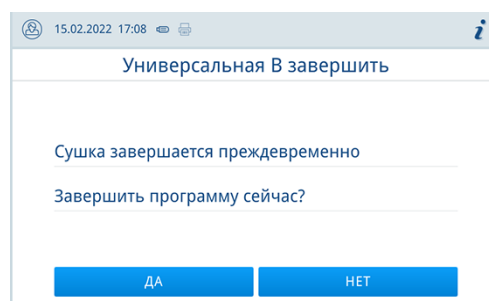 15.02.2022 17:08
i
Универсальная В завершить
Сушка завершается преждевременно
Завершить программу сейчас?
ДА НЕТ